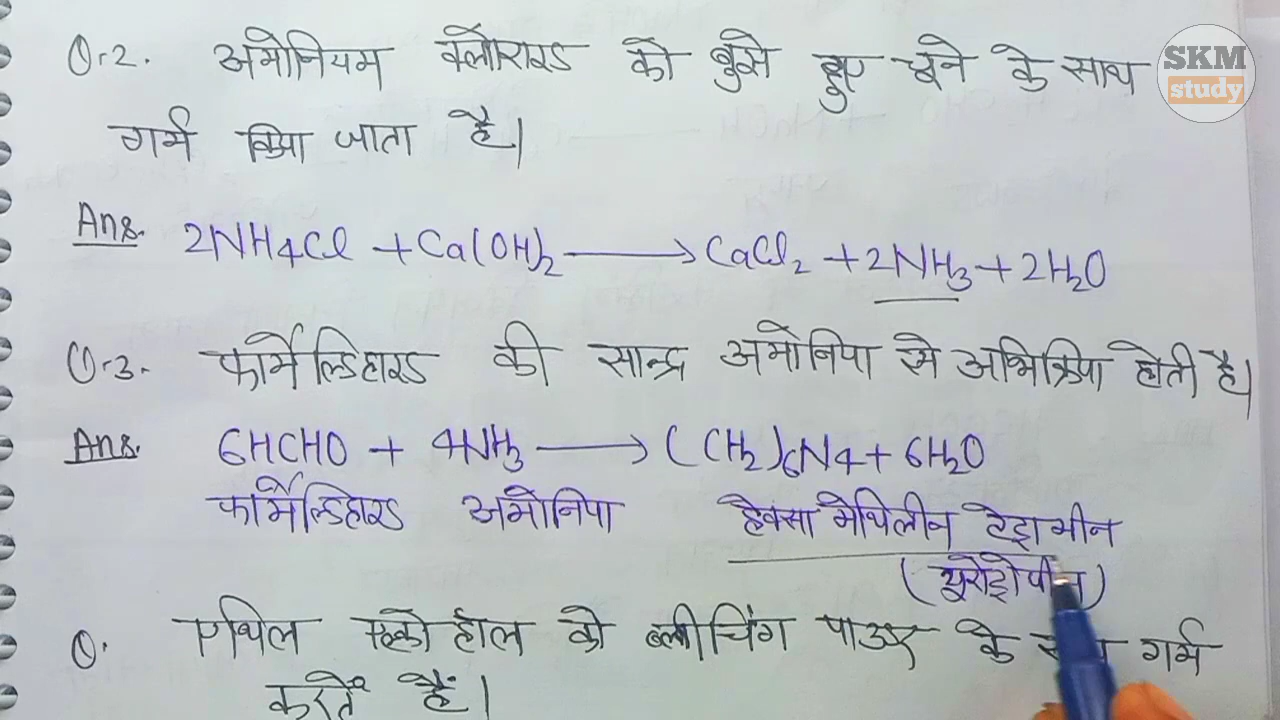 Q.2. अमोनियम क्लोराइड को बुझे हुए चूने के साथ
गर्म किया जाता है।
SKM
study
Ans. 2NH4Cl + Ca(OH)2 ⟶ CaCl2 + 2NH3 + 2H2O
Q.3. फार्मेल्डिहाइड की सान्द्र अमोनिया से अभिक्रिया होती है।
Ans. 6HCHO + 4NH3 ⟶ (CH2)6N4 + 6H2O
फार्मेल्डिहाइड अमोनिया हेक्सा मेथिलीन टेट्रामीन
(यूरोट्रोपीन)
Q. एथिल एल्कोहॉल को ब्लीचिंग पाउडर के गर्म
करते हैं।